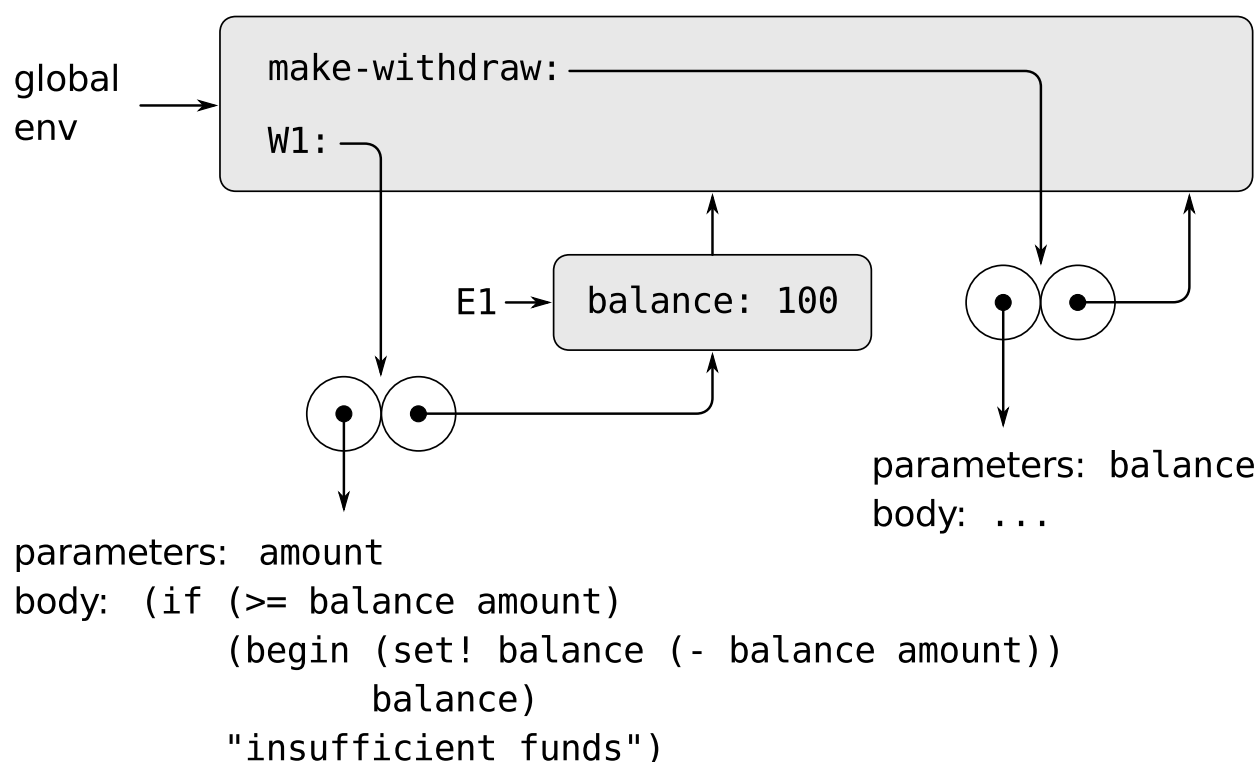 global
env
make-withdraw:
W1:
E1
balance: 100
parameters: balance
body: ...
parameters: amount
body: (if (>= balance amount)
(begin (set! balance (- balance amount))
balance)
"insufficient funds")